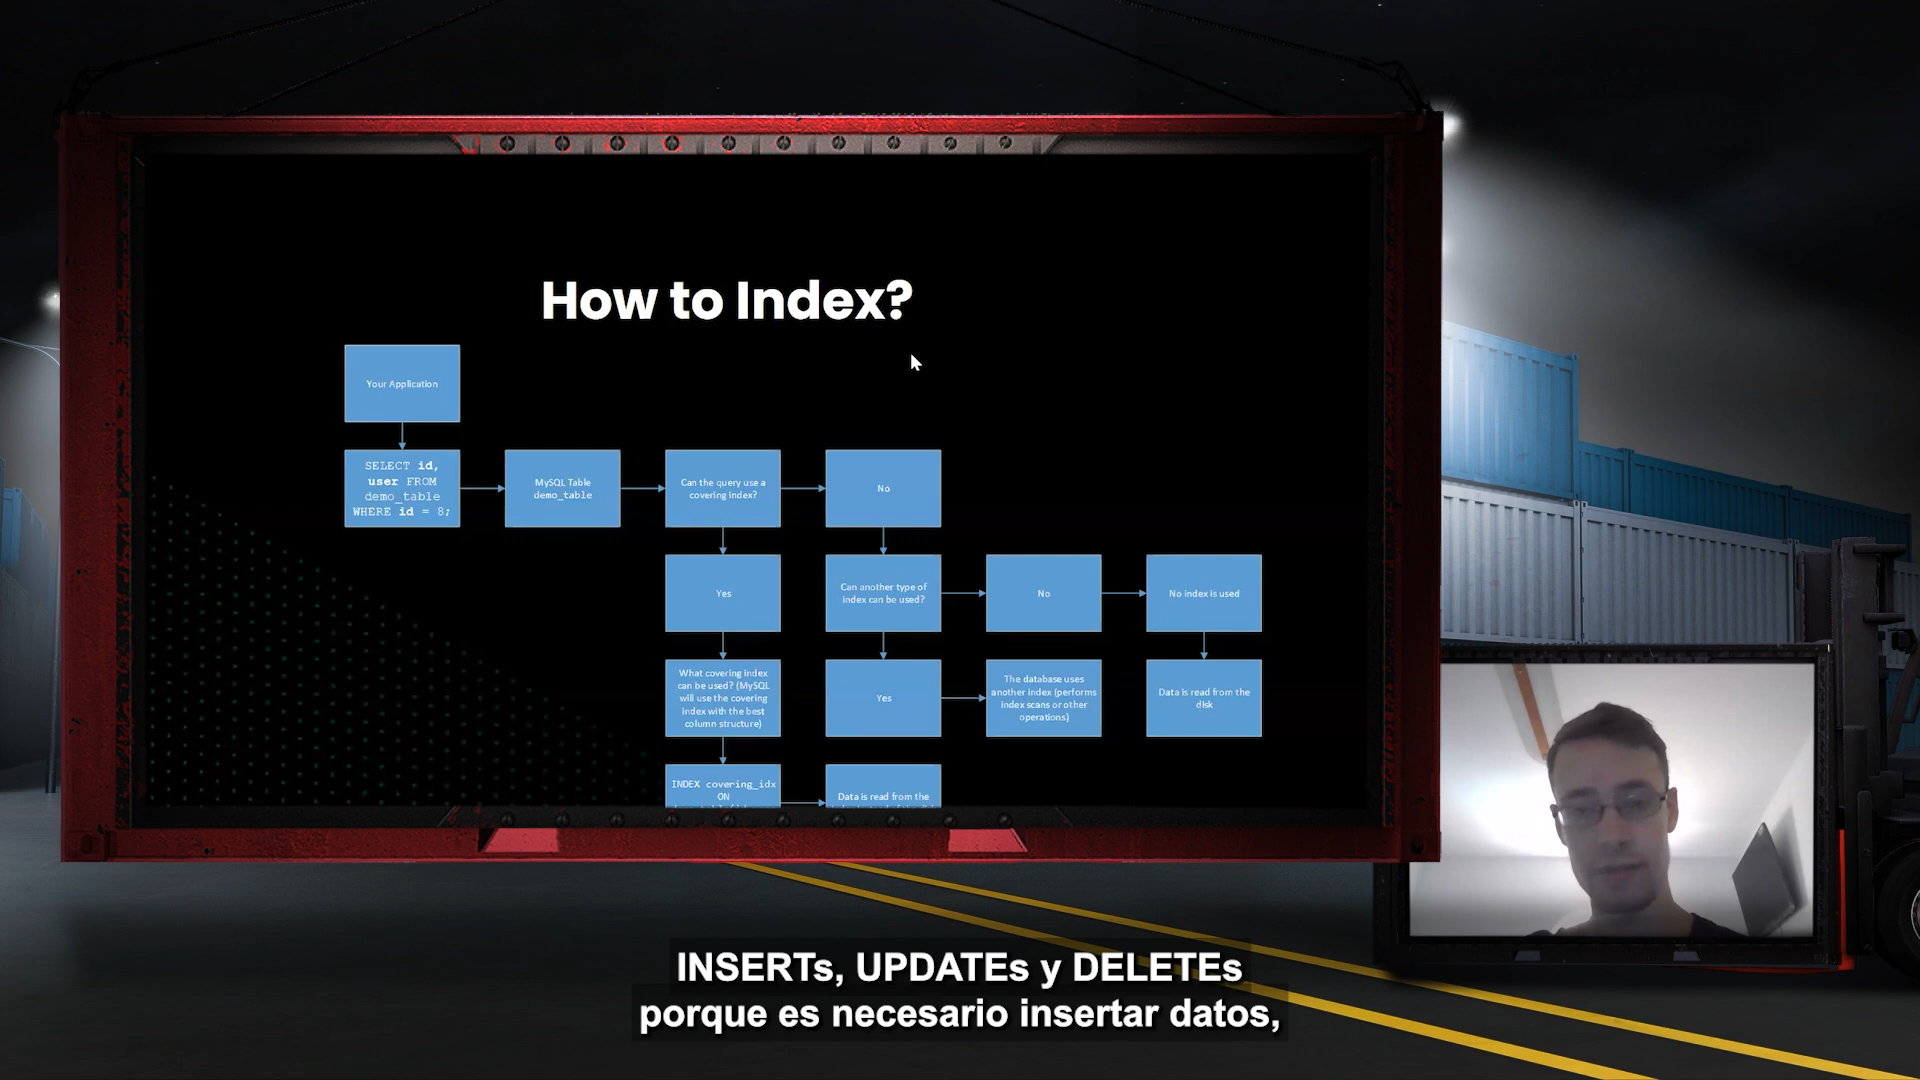 How to Index?
Your Application
SELECT id,
user FROM
demo_table
WHERE id = 8;
MySQL Table
demo_table
Can the query use a
covering index?
No
Yes
Can another type of
index can be used?
No
No index is used
What covering index
can be used? (MySQL
will use the covering
index with the best
column structure)
Yes
The database uses
another index (performs
index scans or other
operations)
Data is read from the
disk
INDEX covering_idx
ON
Data is read from the
INSERTs, UPDATEs y DELETEs
porque es necesario insertar datos,